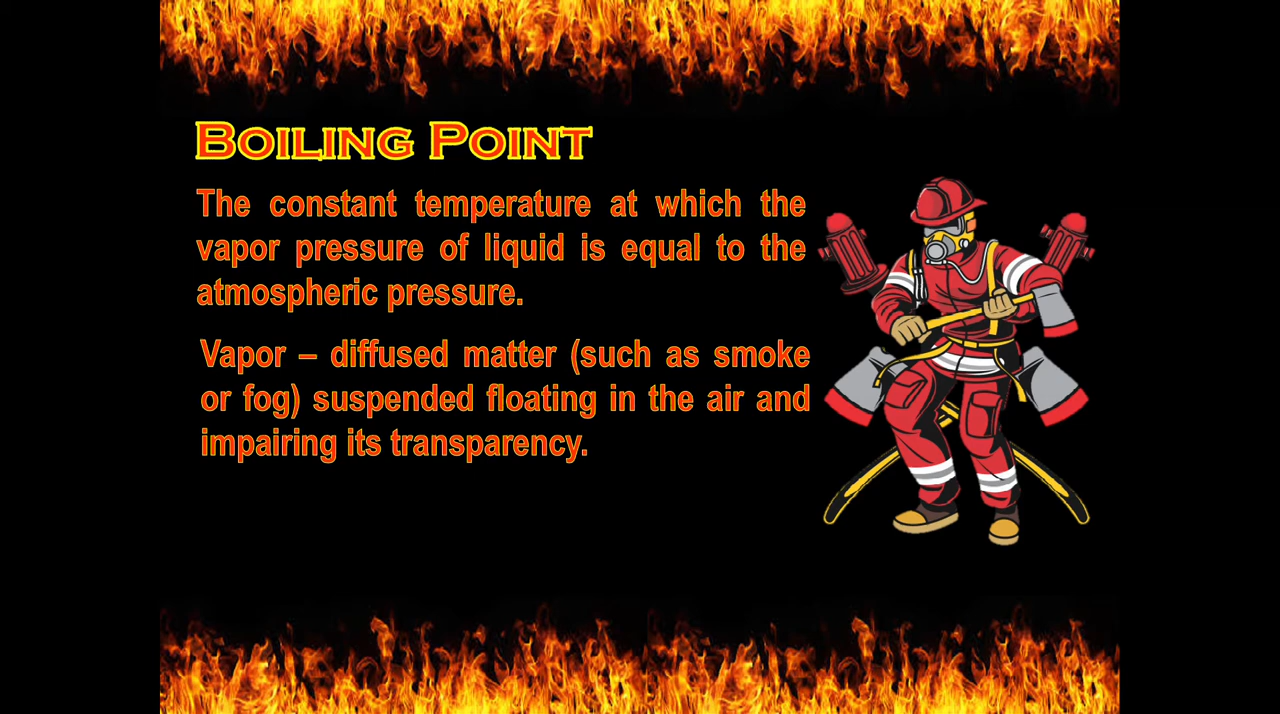 Boiling Point
The constant temperature at which the
vapor pressure of liquid is equal to the
atmospheric pressure.
Vapor – diffused matter (such as smoke
or fog) suspended floating in the air and
impairing its transparency.